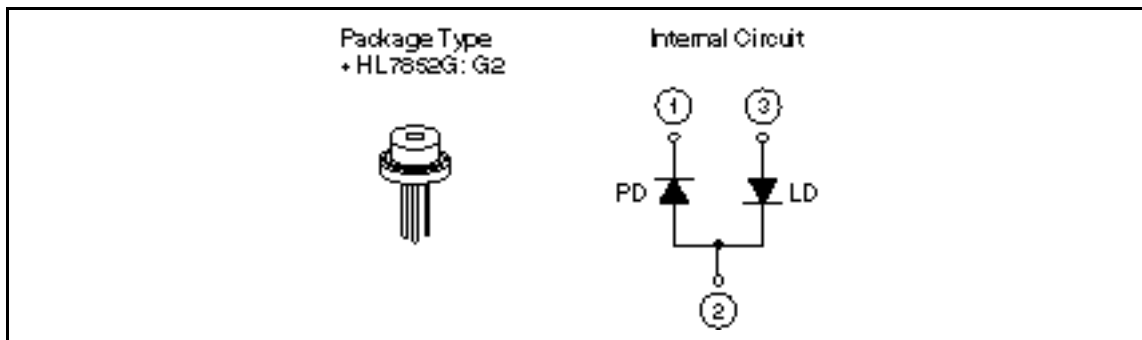 Package Type
• HL7852G: G2
Internal Circuit
1
3
PD
LD
2